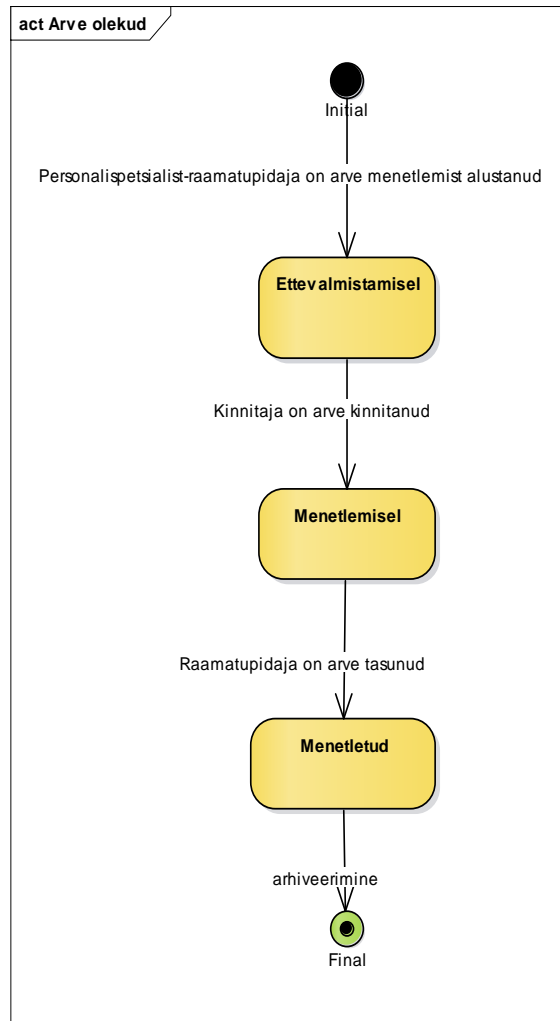 act Arve olekud
Initial
Personalispetsialist-raamatupidaja on arve menetlemist alustanud
Ettevalmistamisel
Kinnitaja on arve kinnitanud
Menetlemisel
Raamatupidaja on arve tasunud
Menetletud
arhiveerimine
Final